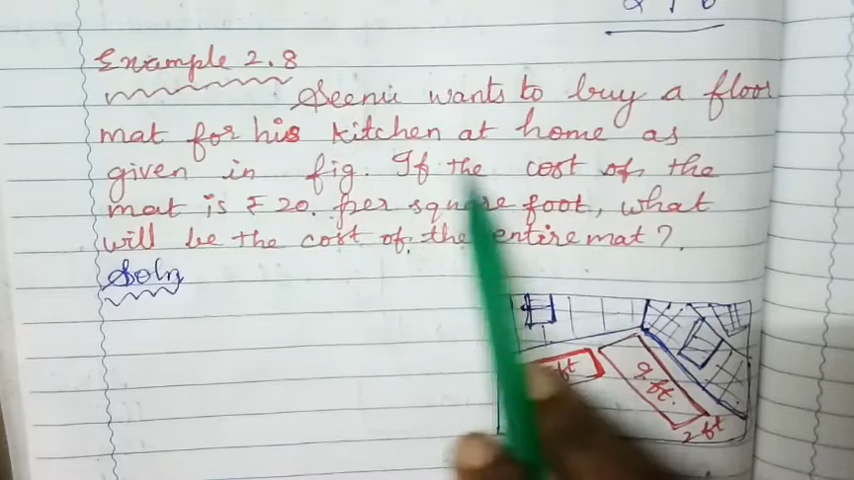 Example 2.8
Seenu wants to buy a floor
mat for his kitchen at home as
given in fig. If the cost of the
mat is ₹ 20. per square foot, what
will be the cost of the entire mat?
Soln
ft
9 ft.
2 ft